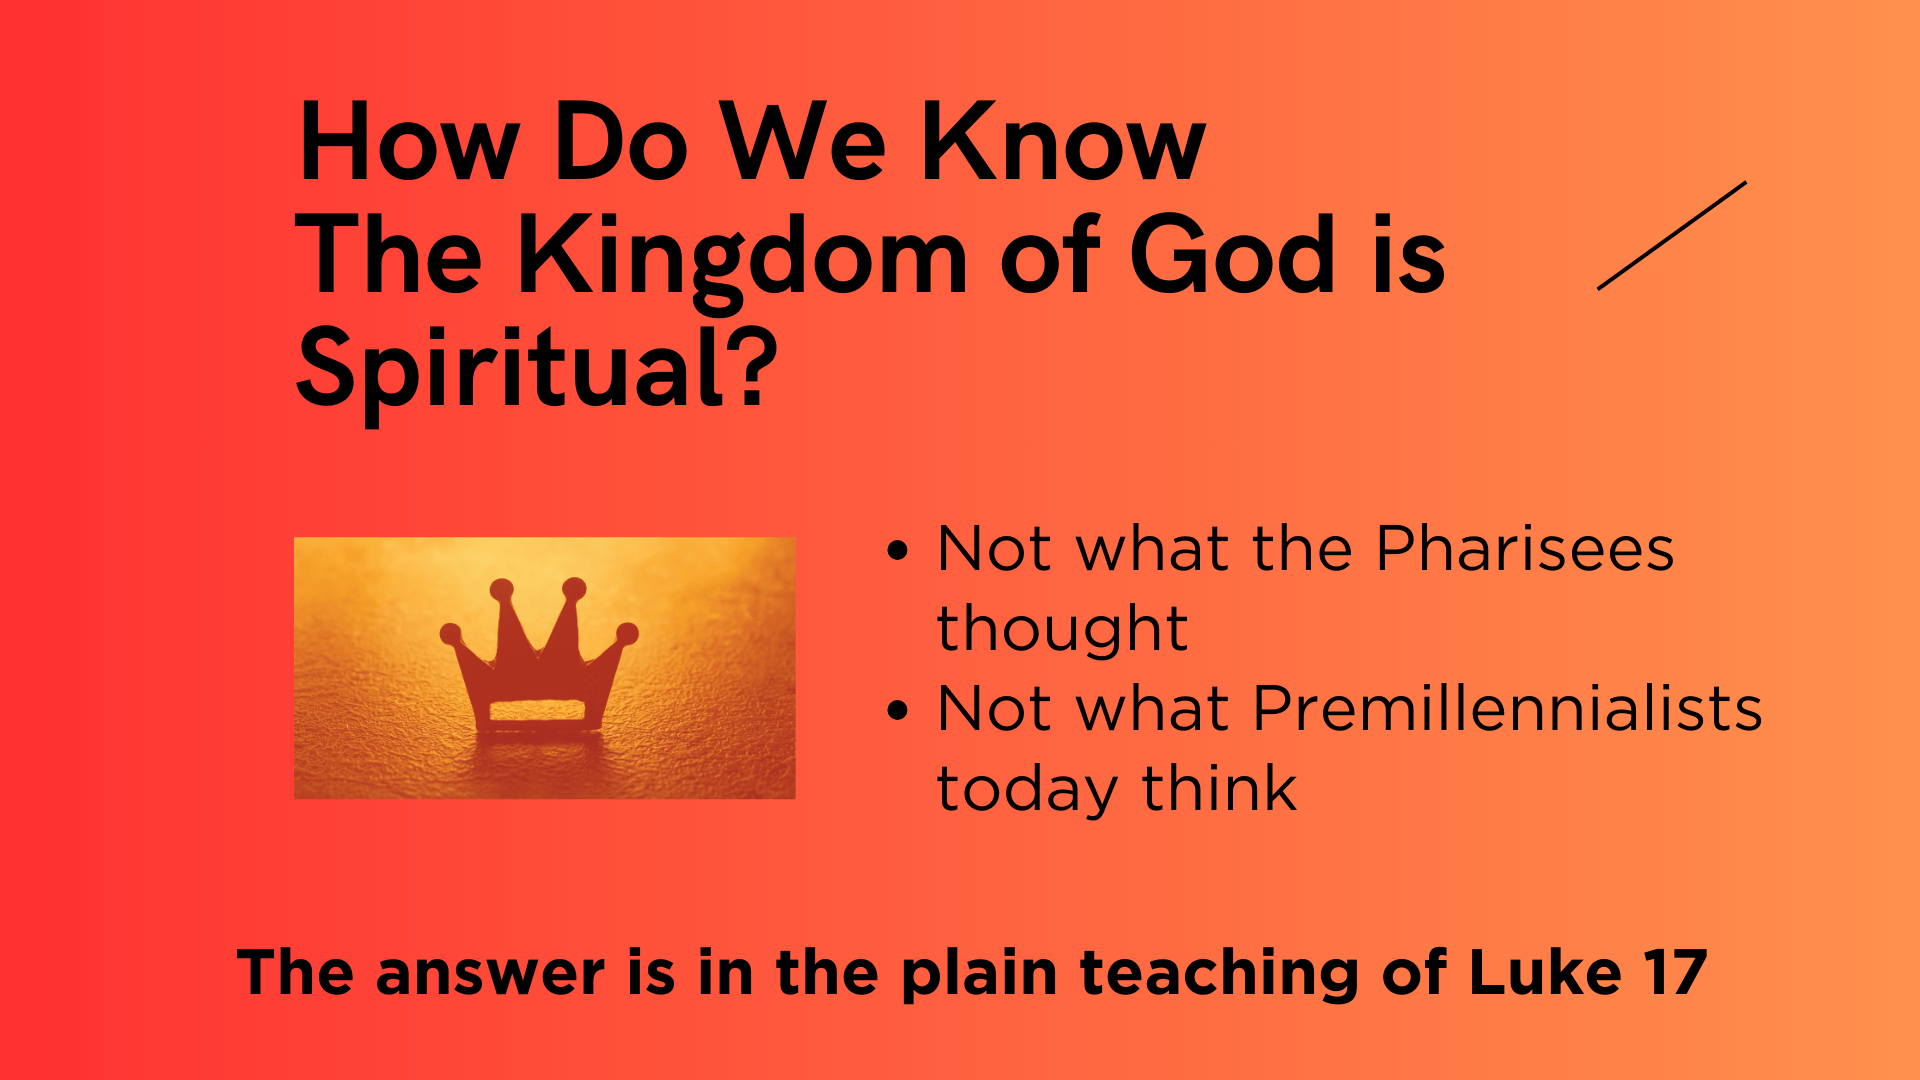 How Do We Know
The Kingdom of God is
Spiritual?
• Not what the Pharisees
thought
• Not what Premillennialists
today think
The answer is in the plain teaching of Luke 17